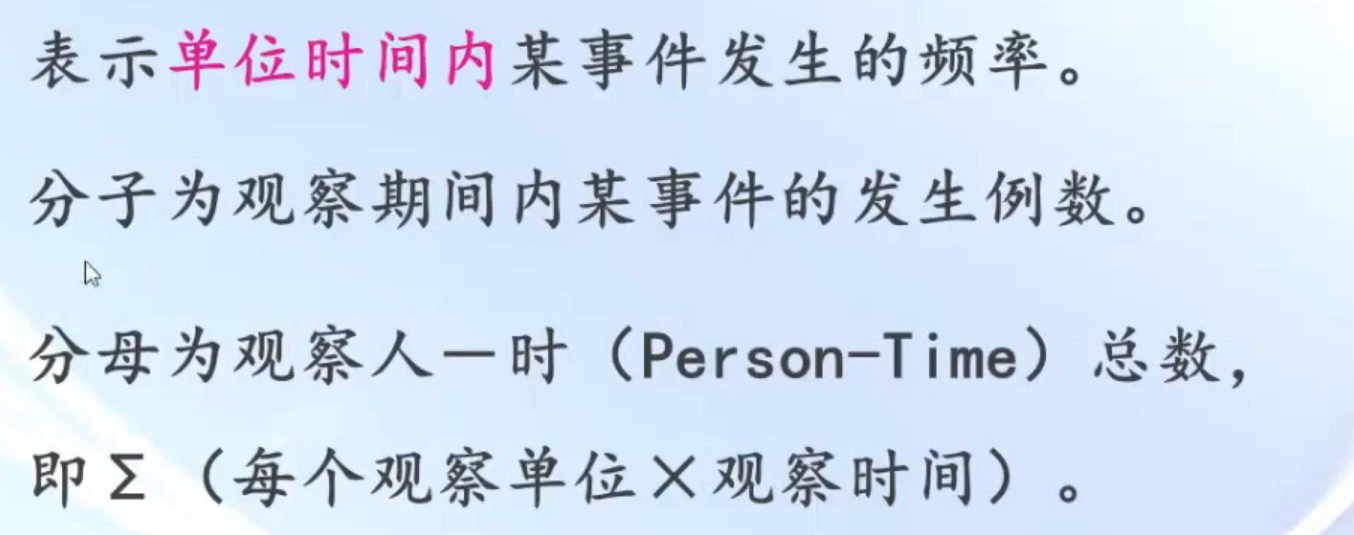 表示单位时间内某事件发生的频率。
分子为观察期间内某事件的发生例数。
分母为观察人—时（Person-Time）总数，
即Σ（每个观察单位×观察时间）。